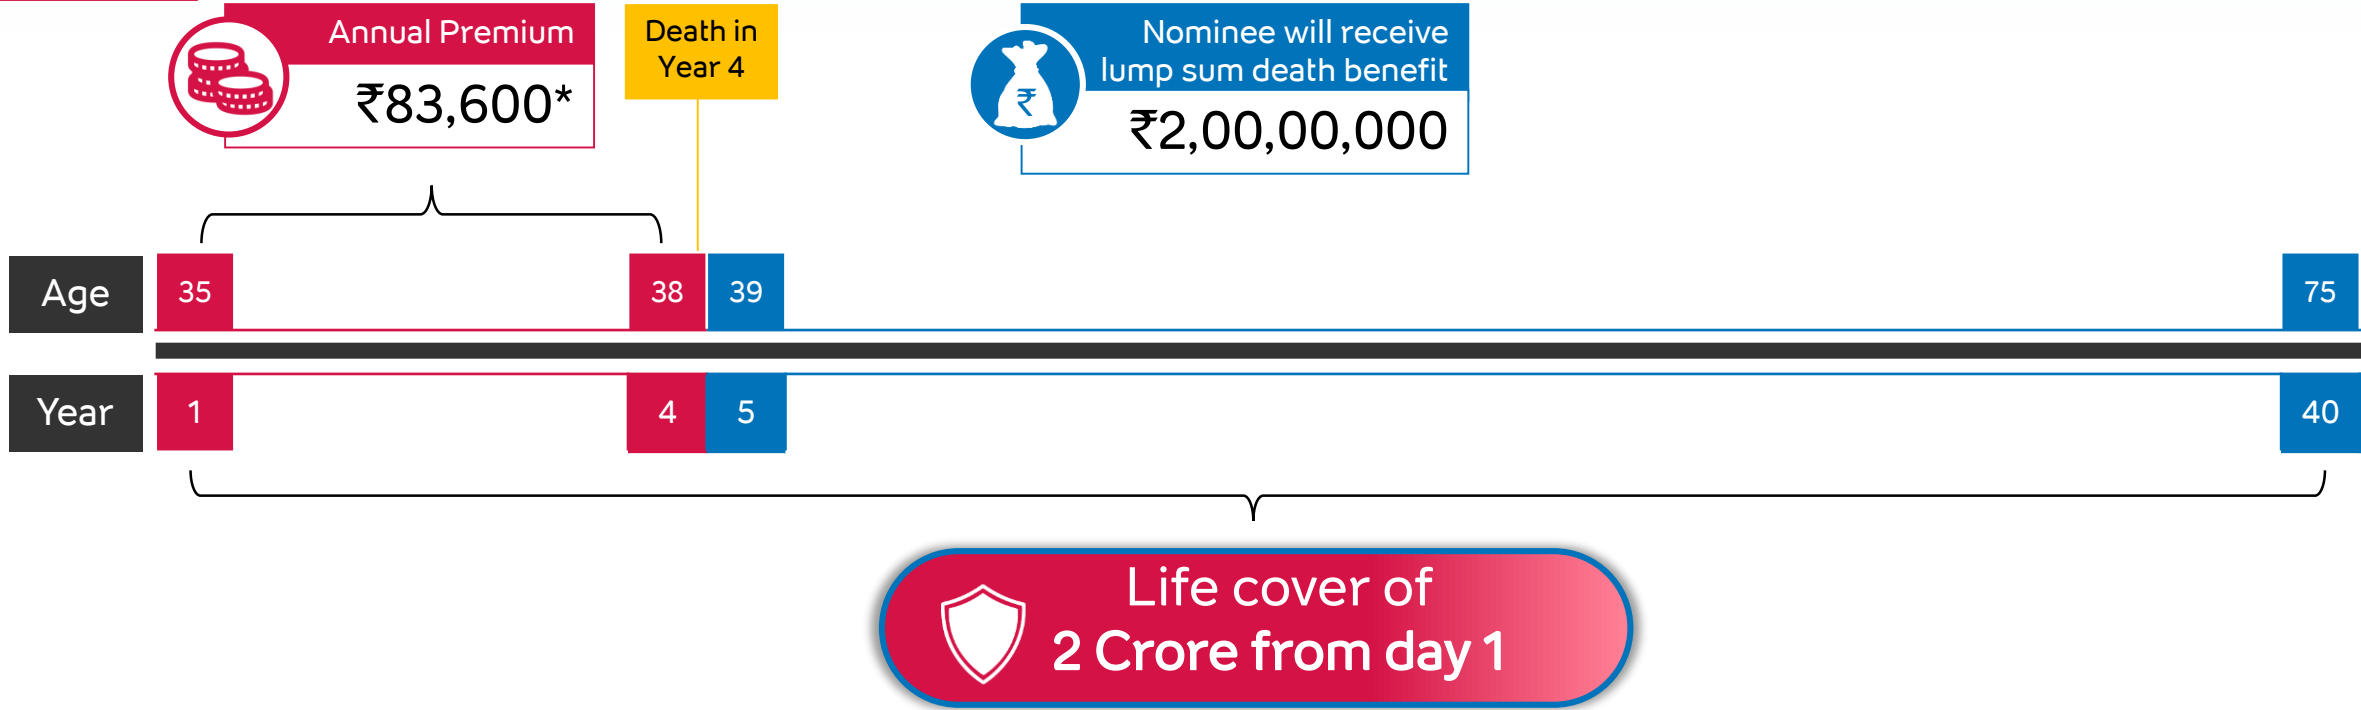 Annual Premium
₹83,600*
Death in
Year 4
Nominee will receive
lump sum death benefit
₹
₹2,00,00,000
Age
35
38
39
75
Year
1
4
5
40
Life cover of
2 Crore from day 1